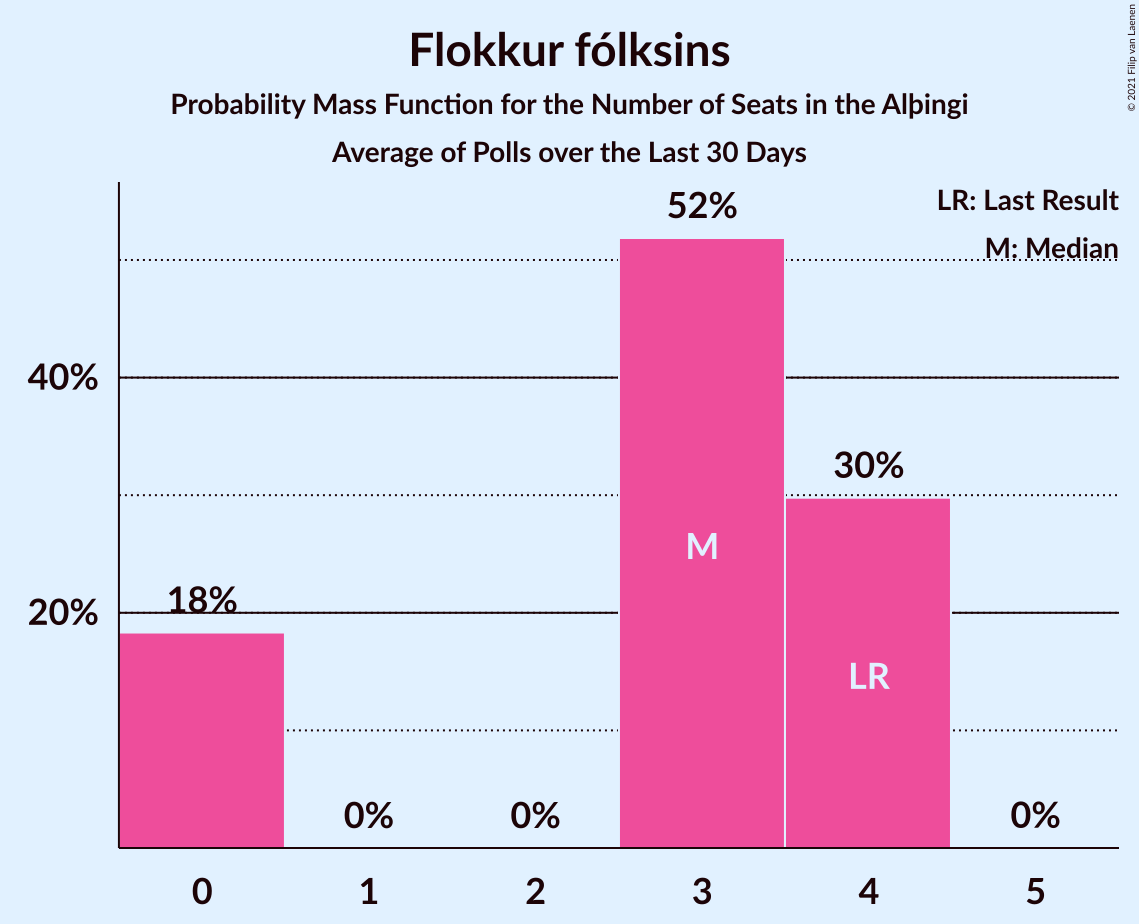 Flokkur fólksins
Probability Mass Function for the Number of Seats in the Alþingi
Average of Polls over the Last 30 Days
© 2021 Filip van Laenen
LR: Last Result
M: Median
52%
40%
30%
M
18%
20%
LR
0%
0%
0%
0
1
2
3
4
5